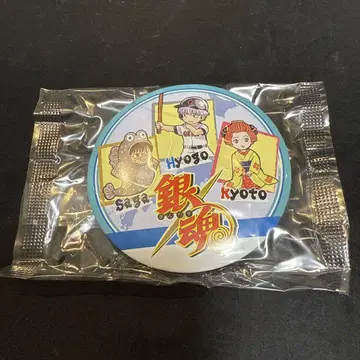 Hyogo
Saga
Kyoto
銀魂